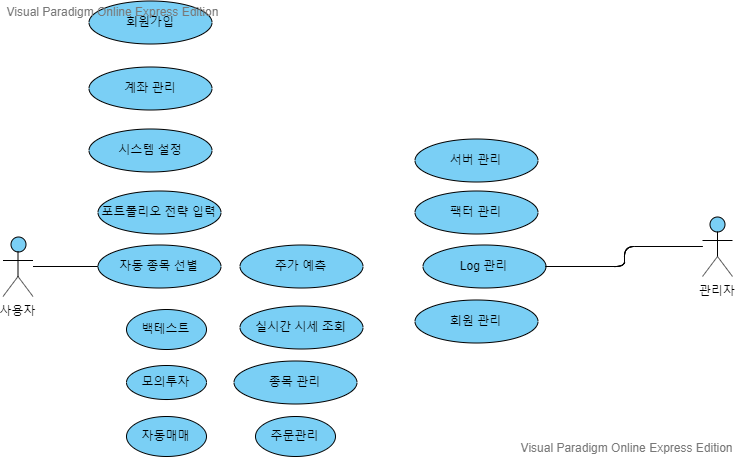 Visual Paradigm Online Express Edition
회원가입
계좌 관리
시스템 설정
서버 관리
포트폴리오 전략 입력
팩터 관리
자동 종목 선별
주가 예측
Log 관리
사용자
관리자
백테스트
실시간 시세 조회
회원 관리
모의투자
종목 관리
자동매매
주문관리
Visual Paradigm Online Express Edition